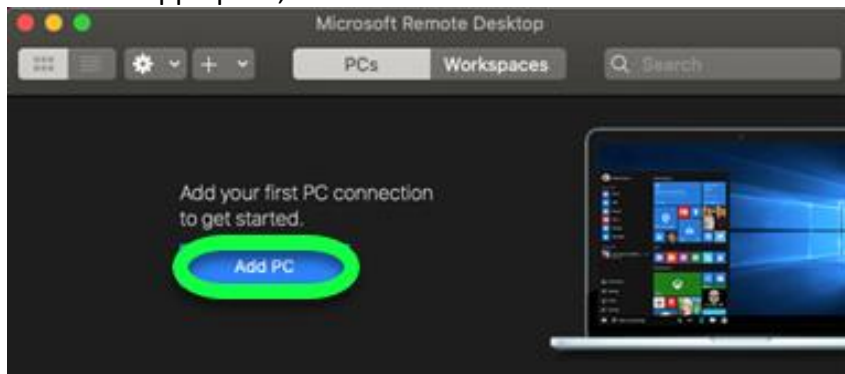 Microsoft Remote Desktop
PCs Workspaces Search
Add your first PC connection
to get started.
Add PC